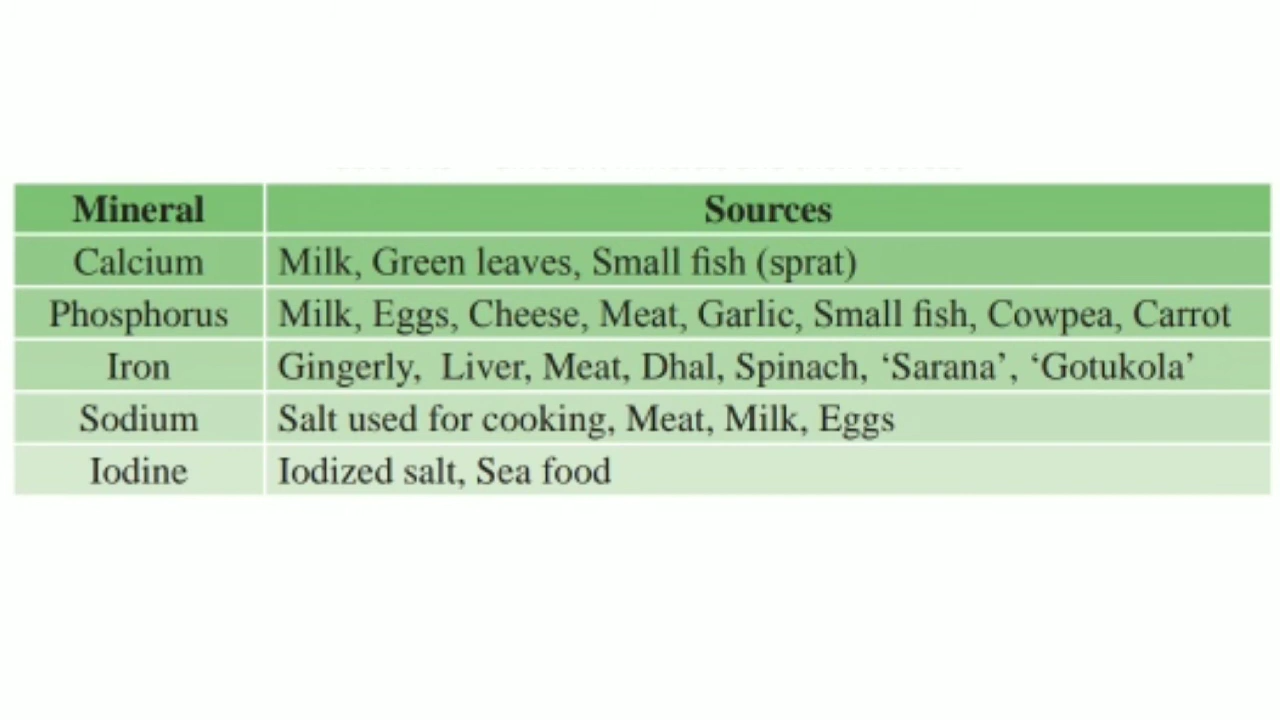 Mineral Sources
Calcium Milk, Green leaves, Small fish (sprat)
Phosphorus Milk, Eggs, Cheese, Meat, Garlic, Small fish, Cowpea, Carrot
Iron Gingerly, Liver, Meat, Dhal, Spinach, ‘Sarana’, ‘Gotukola’
Sodium Salt used for cooking, Meat, Milk, Eggs
Iodine Iodized salt, Sea food